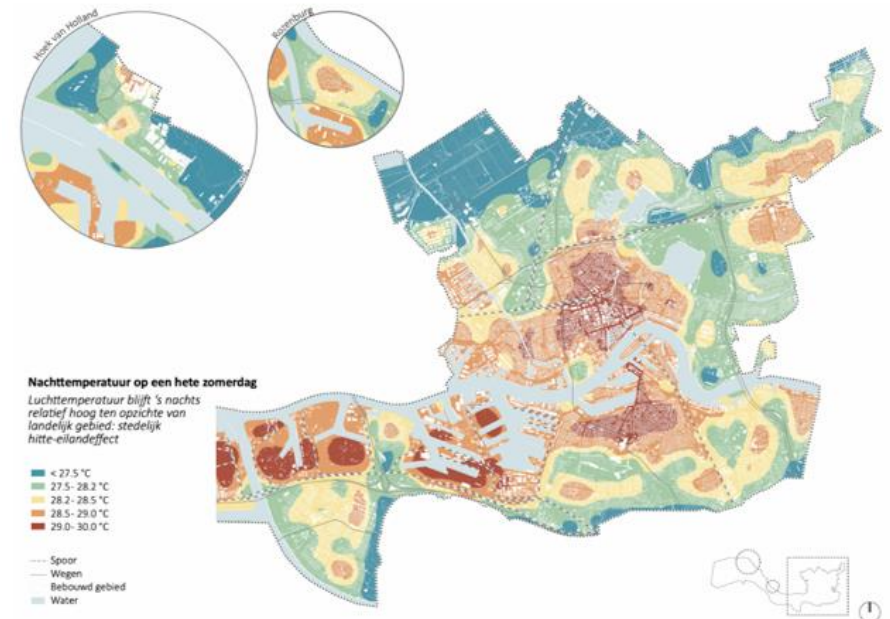 Hoek van Holland
Rozenburg
Nachttemperatuur op een hete zomerdag
Luchttemperatuur blijft 's nachts
relatief hoog ten opzichte van
landelijk gebied: stedelijk
hitte-eilandeffect
< 27.5 °C
27.5- 28.2 °C
28.2 - 28.5 °C
28.5- 29.0 °C
29.0- 30.0 °C
Spoor
Wegen
Bebouwd gebied
Water